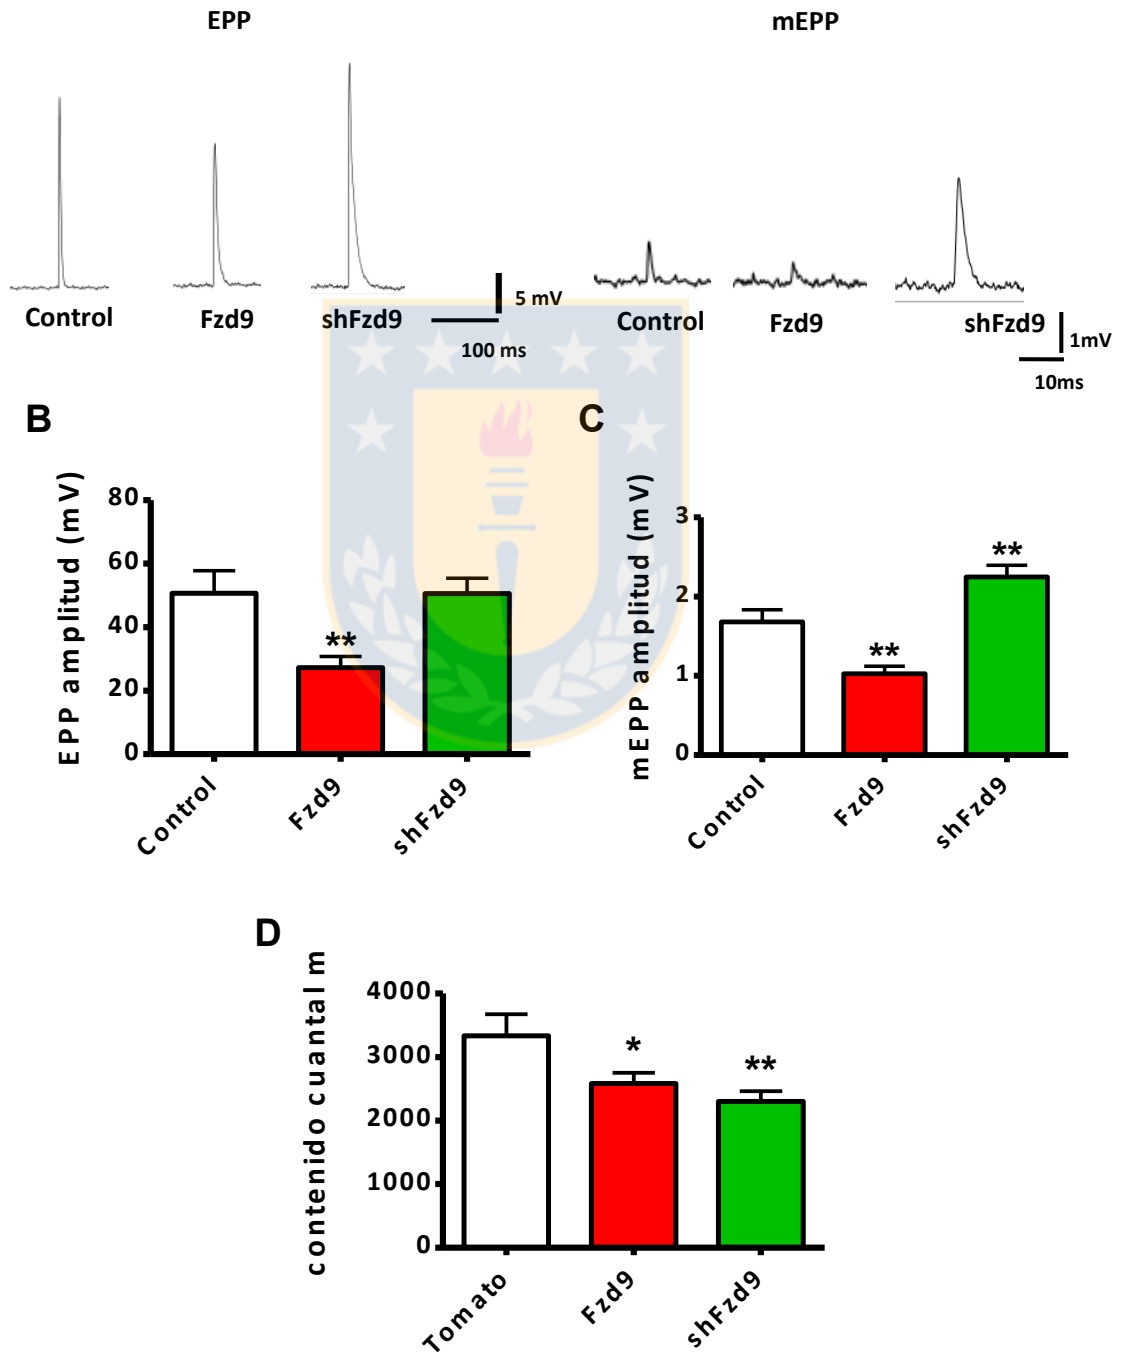 EPP
mEPP
Control
Fzd9
shFzd9
5 mV
100 ms
Control
Fzd9
shFzd9
1mV
10ms
B
EPP amplitud (mV)
80
60
40
20
0
Control
Fzd9
shFzd9
**
C
mEPP amplitud (mV)
3
2
1
0
Control
Fzd9
shFzd9
**
**
D
contenido cuantal m
4000
3000
2000
1000
0
Tomato
Fzd9
shFzd9
*
**